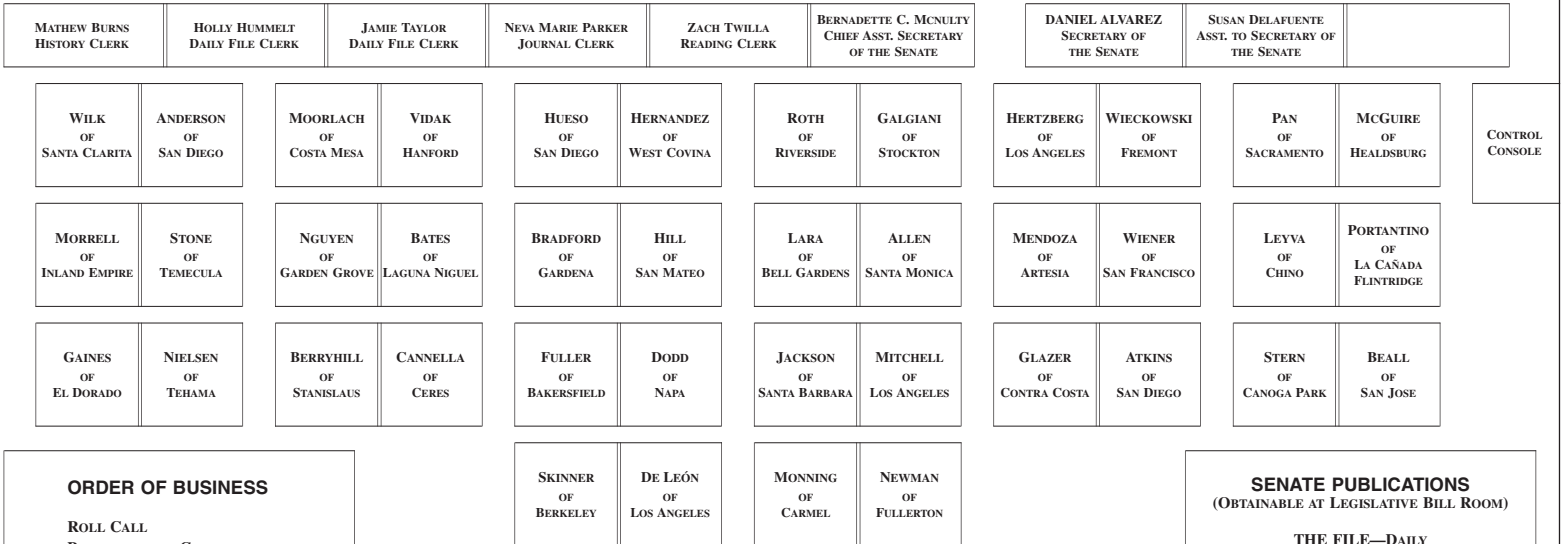 MATHEW BURNS
HISTORY CLERK
HOLLY HUMMELT
DAILY FILE CLERK
JAMIE TAYLOR
DAILY FILE CLERK
NEVA MARIE PARKER
JOURNAL CLERK
ZACH TWILLA
READING CLERK
BERNADETTE C. MCNULTY
CHIEF ASST. SECRETARY
OF THE SENATE
DANIEL ALVAREZ
SECRETARY OF
THE SENATE
SUSAN DELAFUENTE
ASST. TO SECRETARY OF
THE SENATE
WILK
OF
SANTA CLARITA
ANDERSON
OF
SAN DIEGO
MOORLACH
OF
COSTA MESA
VIDAK
OF
HANFORD
HUESO
OF
SAN DIEGO
HERNANDEZ
OF
WEST COVINA
ROTH
OF
RIVERSIDE
GALGIANI
OF
STOCKTON
HERTZBERG
OF
LOS ANGELES
WIECKOWSKI
OF
FREMONT
PAN
OF
SACRAMENTO
MCGUIRE
OF
HEALDSBURG
CONTROL
CONSOLE
MORRELL
OF
INLAND EMPIRE
STONE
OF
TEMECULA
NGUYEN
OF
GARDEN GROVE
BATES
OF
LAGUNA NIGUEL
BRADFORD
OF
GARDENA
HILL
OF
SAN MATEO
LARA
OF
BELL GARDENS
ALLEN
OF
SANTA MONICA
MENDOZA
OF
ARTESIA
WIENER
OF
SAN FRANCISCO
LEYVA
OF
CHINO
PORTANTINO
OF
LA CAÑADA
FLINTRIDGE
GAINES
OF
EL DORADO
NIELSEN
OF
TEHAMA
BERRYHILL
OF
STANISLAUS
CANNELLA
OF
CERES
FULLER
OF
BAKERSFIELD
DODD
OF
NAPA
JACKSON
OF
SANTA BARBARA
MITCHELL
OF
LOS ANGELES
GLAZER
OF
CONTRA COSTA
ATKINS
OF
SAN DIEGO
STERN
OF
CANOGA PARK
BEALL
OF
SAN JOSE
SKINNER
OF
BERKELEY
DE LEÓN
OF
LOS ANGELES
MONNING
OF
CARMEL
NEWMAN
OF
FULLERTON
ORDER OF BUSINESS
ROLL CALL
SENATE PUBLICATIONS
(OBTAINABLE AT LEGISLATIVE BILL ROOM)
THE FILE—DAILY